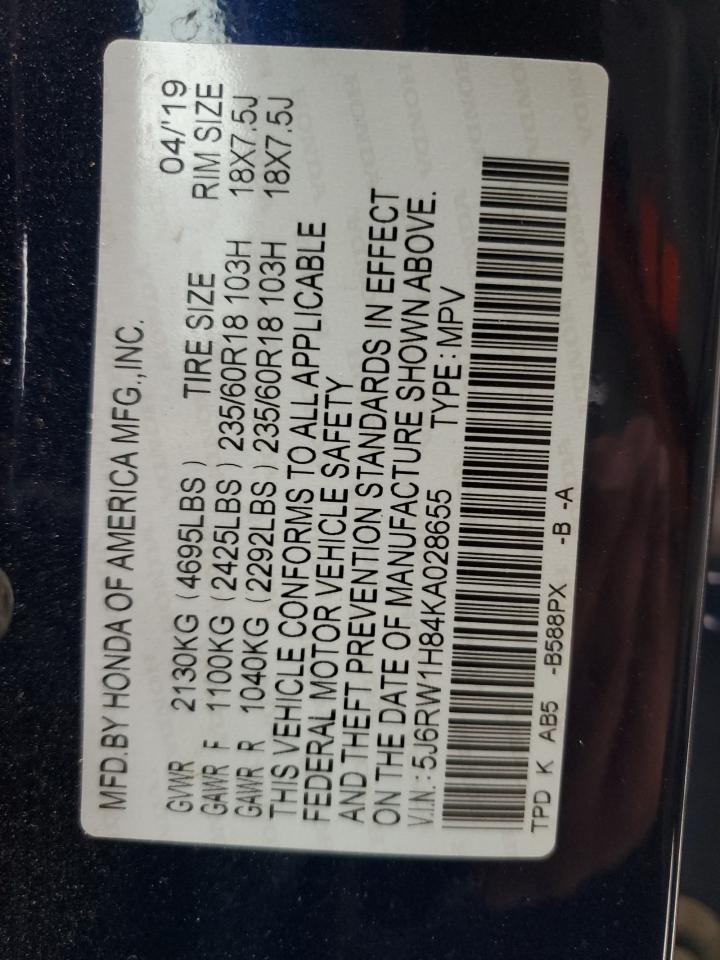 MFD.BY HONDA OF AMERICA MFG.,INC.
04/'19
GVWR 2130KG (4695LBS) TIRE SIZE RIM SIZE
GAWR F 1100KG (2425LBS) 235/60R18 103H 18X7.5J
GAWR R 1040KG (2292LBS) 235/60R18 103H 18X7.5J
THIS VEHICLE CONFORMS TO ALL APPLICABLE
FEDERAL MOTOR VEHICLE SAFETY
AND THEFT PREVENTION STANDARDS IN EFFECT
ON THE DATE OF MANUFACTURE SHOWN ABOVE.
V.I.N.: 5J6RW1H84KA028655 TYPE : MPV
TPD K AB5 -B588PX -B -A